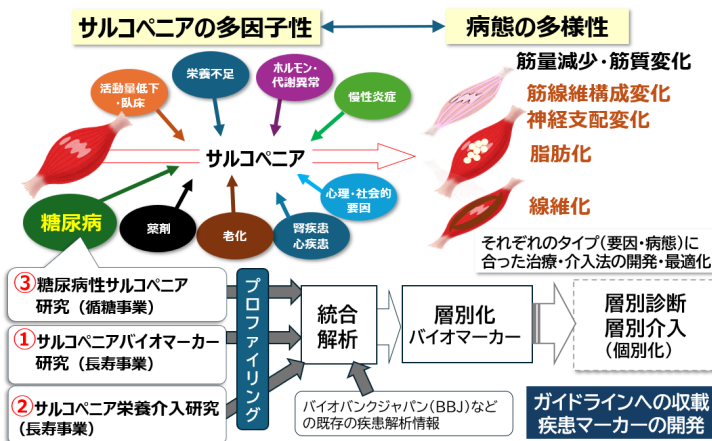 サルコペニアの多因子性
病態の多様性
筋量減少・筋質変化
筋線維構成変化
神経支配変化
脂肪化
線維化
活動量低下
・臥床
栄養不足
ホルモン・
代謝異常
慢性炎症
サルコペニア
糖尿病
薬剤
老化
腎疾患
心疾患
心理・社会的
要因
それぞれのタイプ(要因・病態)に
合った治療・介入法の開発・最適化
③糖尿病性サルコペニア
研究(循糖事業)
①サルコペニアバイオマーカー
研究(長寿事業)
②サルコペニア栄養介入研究
(長寿事業)
プロファイリング
統合
解析
層別化
バイオマーカー
層別診断
層別介入
(個別化)
バイオバンクジャパン(BBJ)など
の既存の疾患解析情報
ガイドラインへの収載
疾患マーカーの開発